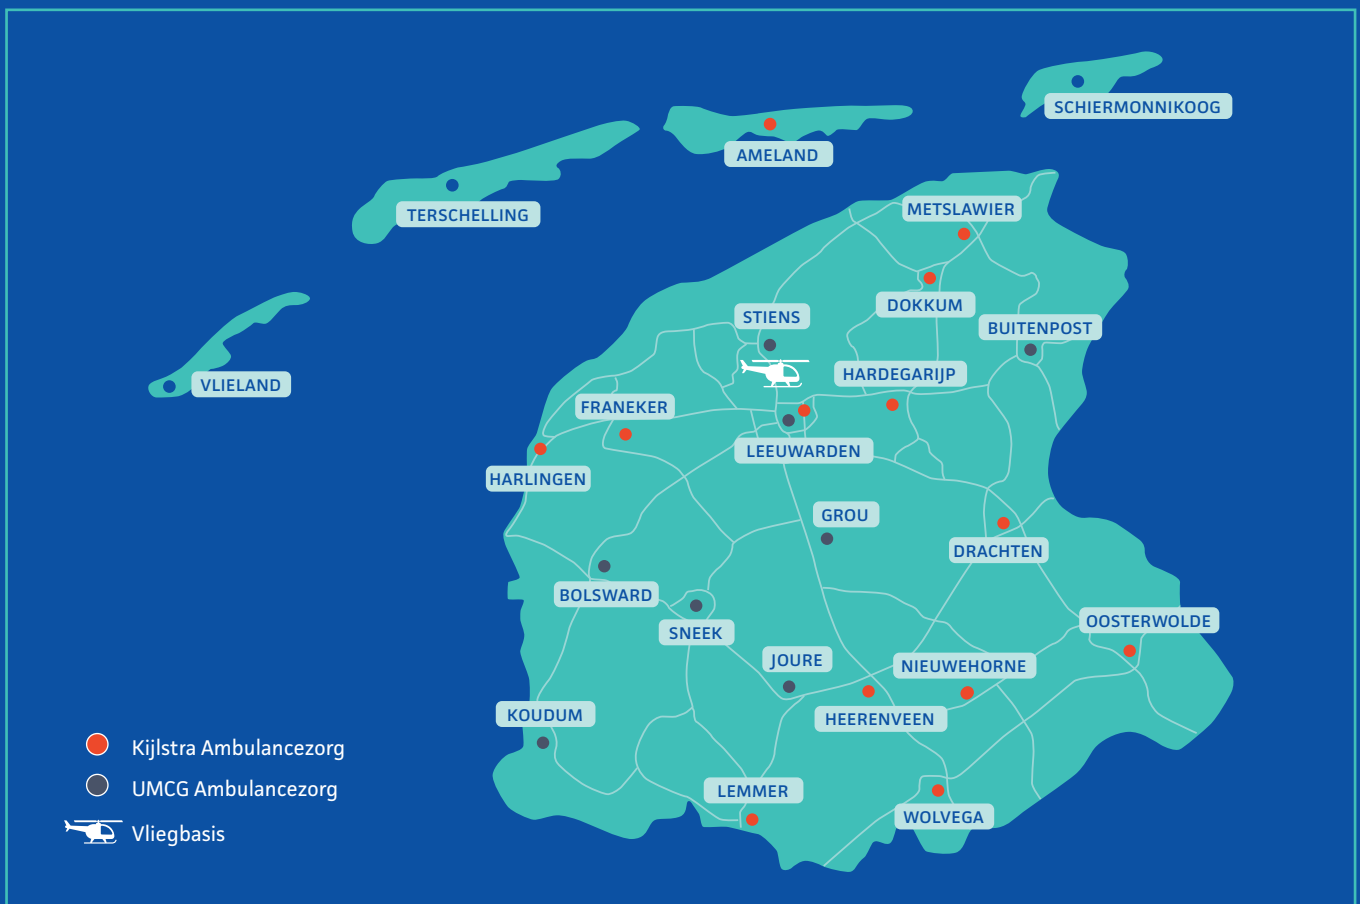 SCHIERMONNIKOOG
AMELAND
TERSCHELLING
METSLAWIER
DOKKUM
STIENS
BUITENPOST
HARDEGARIJP
VLIELAND
FRANEKER
LEEUWARDEN
HARLINGEN
GROU
DRACHTEN
BOLSWARD
OOSTERWOLDE
SNEEK
JOURE
NIEUWEHORNE
KOUDUM
HEERENVEEN
LEMMER
WOLVEGA
Kijlstra Ambulancezorg
UMCG Ambulancezorg
Vliegbasis